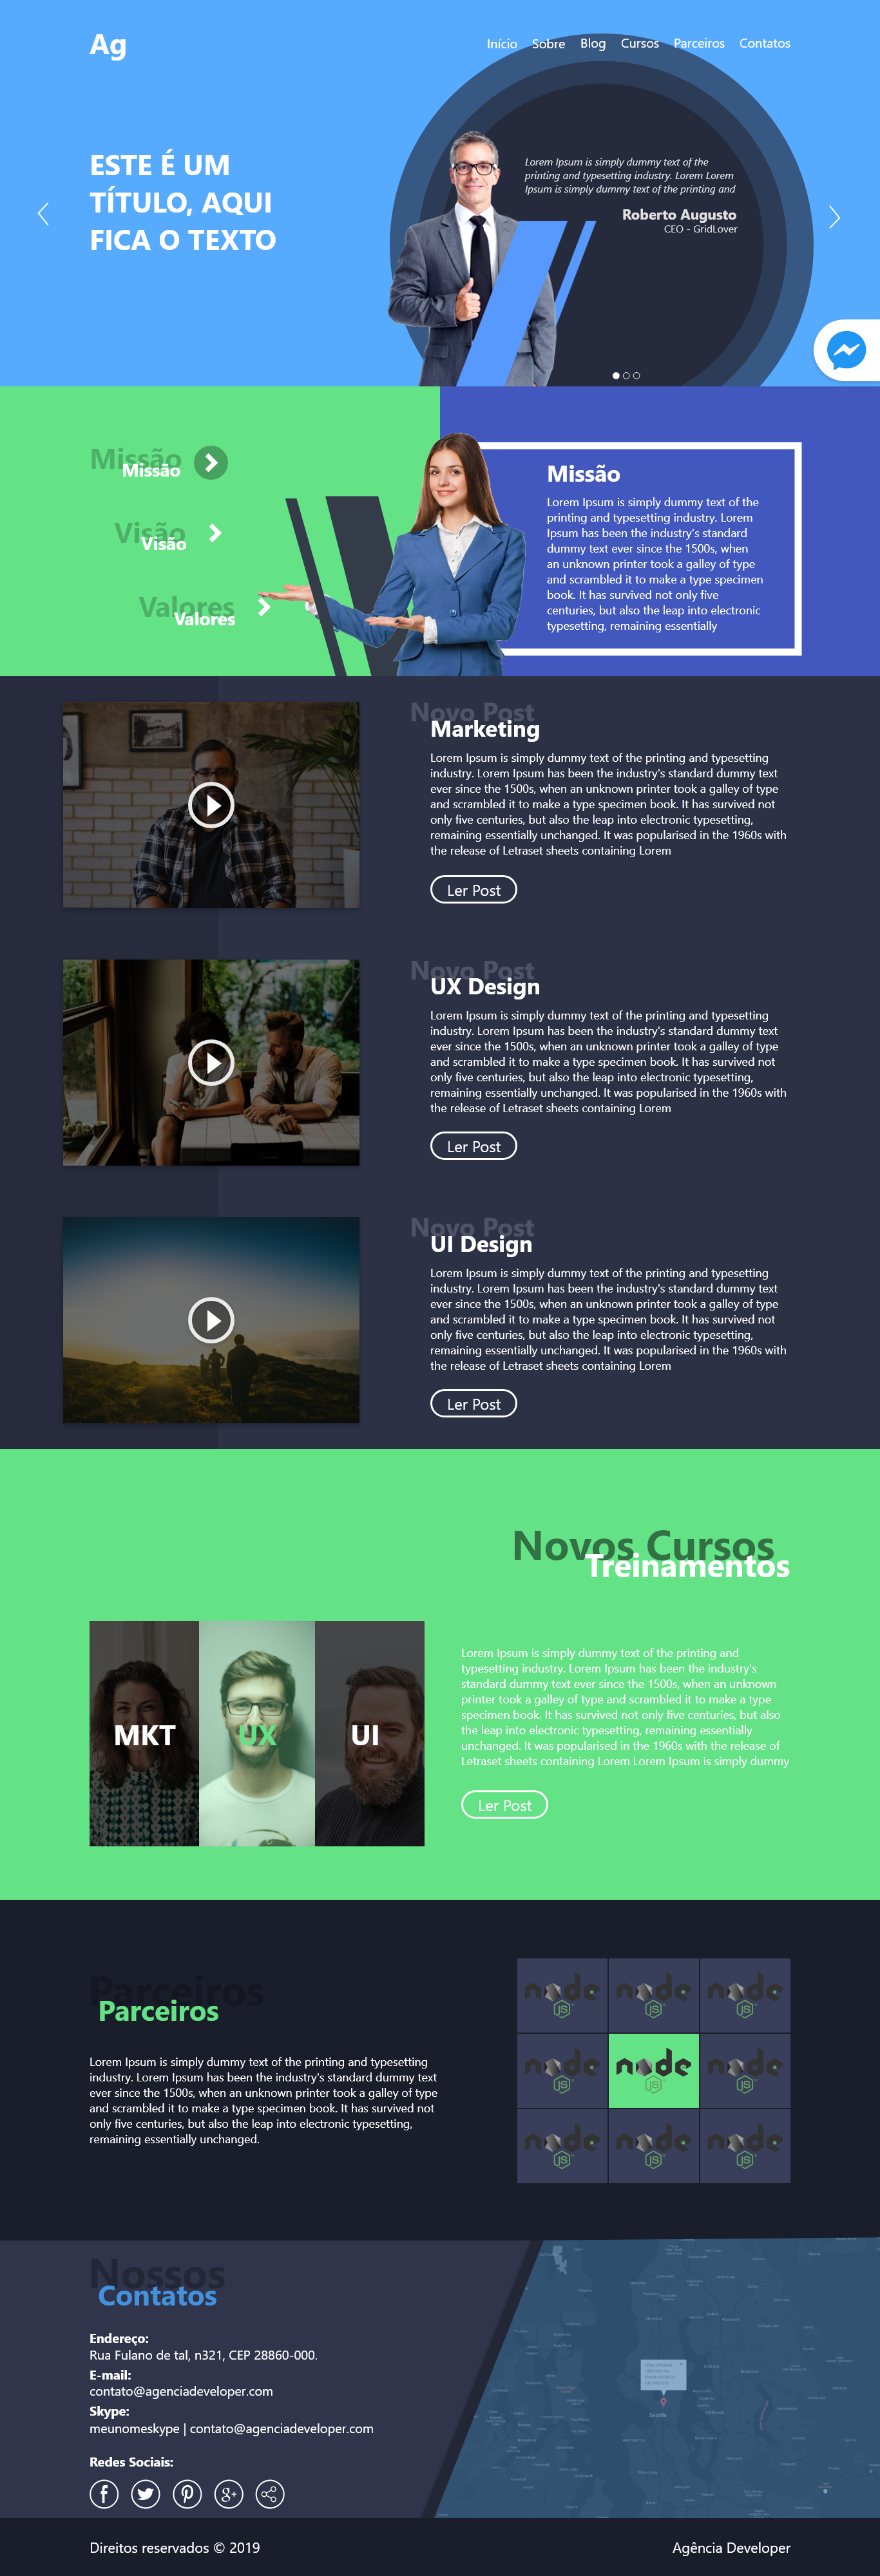 Ag
Início Sobre Blog Cursos Parceiros Contatos
ESTE É UM
TÍTULO, AQUI
FICA O TEXTO
Lorem Ipsum is simply dummy text of the
printing and typesetting industry. Lorem Lorem
Ipsum is simply dummy text of the printing and
Roberto Augusto
CEO - GridLover
Missão
Missão
Visão
Visão
Valores
Valores
Missão
Lorem Ipsum is simply dummy text of the
printing and typesetting industry. Lorem
Ipsum has been the industry's standard
dummy text ever since the 1500s, when
an unknown printer took a galley of type
and scrambled it to make a type specimen
book. It has survived not only five
centuries, but also the leap into electronic
typesetting, remaining essentially
Novo Post
Marketing
Lorem Ipsum is simply dummy text of the printing and typesetting
industry. Lorem Ipsum has been the industry's standard dummy text
ever since the 1500s, when an unknown printer took a galley of type
and scrambled it to make a type specimen book. It has survived not
only five centuries, but also the leap into electronic typesetting,
remaining essentially unchanged. It was popularised in the 1960s with
the release of Letraset sheets containing Lorem
Ler Post
Novo Post
UX Design
Lorem Ipsum is simply dummy text of the printing and typesetting
industry. Lorem Ipsum has been the industry's standard dummy text
ever since the 1500s, when an unknown printer took a galley of type
and scrambled it to make a type specimen book. It has survived not
only five centuries, but also the leap into electronic typesetting,
remaining essentially unchanged. It was popularised in the 1960s with
the release of Letraset sheets containing Lorem
Ler Post
Novo Post
UI Design
Lorem Ipsum is simply dummy text of the printing and typesetting
industry. Lorem Ipsum has been the industry's standard dummy text
ever since the 1500s, when an unknown printer took a galley of type
and scrambled it to make a type specimen book. It has survived not
only five centuries, but also the leap into electronic typesetting,
remaining essentially unchanged. It was popularised in the 1960s with
the release of Letraset sheets containing Lorem
Ler Post
Novos Cursos
Treinamentos
MKT UX UI
Lorem Ipsum is simply dummy text of the printing and
typesetting industry. Lorem Ipsum has been the industry's
standard dummy text ever since the 1500s, when an unknown
printer took a galley of type and scrambled it to make a type
specimen book. It has survived not only five centuries, but also
the leap into electronic typesetting, remaining essentially
unchanged. It was popularised in the 1960s with the release of
Letraset sheets containing Lorem Lorem Ipsum is simply dummy
Ler Post
Parceiros
Parceiros
Lorem Ipsum is simply dummy text of the printing and typesetting
industry. Lorem Ipsum has been the industry's standard dummy text
ever since the 1500s, when an unknown printer took a galley of type
and scrambled it to make a type specimen book. It has survived not
only five centuries, but also the leap into electronic typesetting,
remaining essentially unchanged.
node node node
JS JS JS
node node node
JS JS JS
node node node
JS JS JS
Nossos
Contatos
Endereço:
Rua Fulano de tal, n321, CEP 28860-000.
E-mail:
contato@agenciadeveloper.com
Skype:
meunomeskype | contato@agenciadeveloper.com
Redes Sociais:
Seattle
Direitos reservados © 2019
Agência Developer